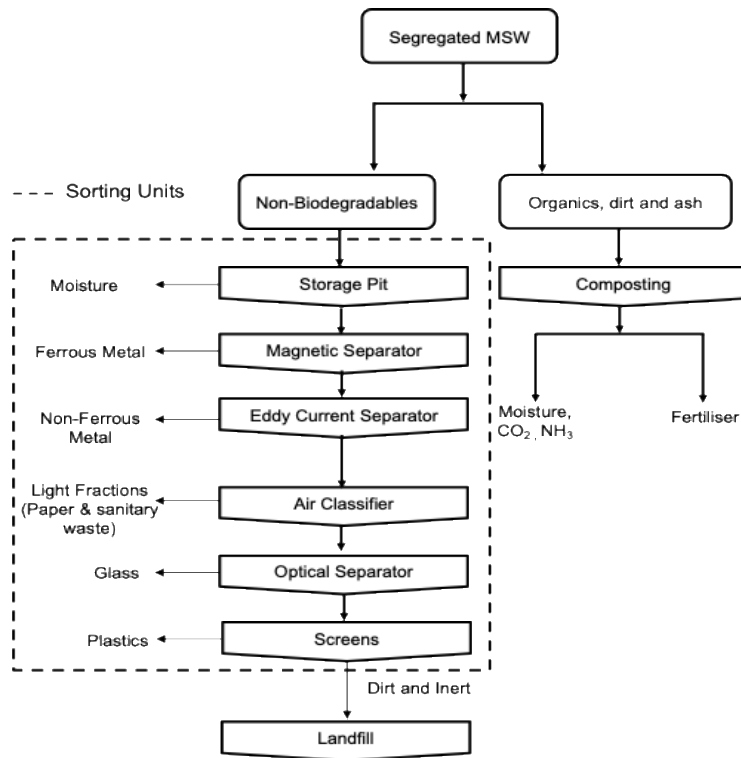 Segregated MSW
--- Sorting Units
Non-Biodegradables
Organics, dirt and ash
Moisture
Storage Pit
Composting
Ferrous Metal
Magnetic Separator
Non-Ferrous
Metal
Eddy Current Separator
Moisture,
CO₂, NH₃
Fertiliser
Light Fractions
(Paper & sanitary
waste)
Air Classifier
Glass
Optical Separator
Plastics
Screens
Dirt and Inert
Landfill